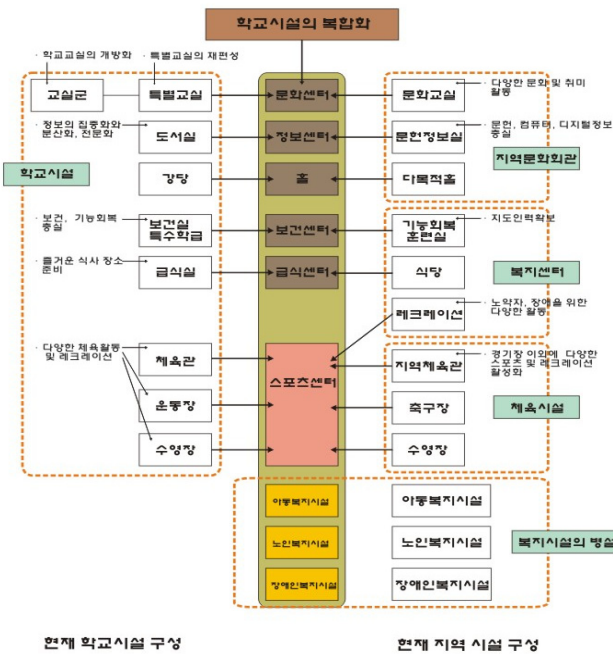 학교시설의 복합화
· 학교교실의 개방화
· 특별교실의 재편성
교실군
특별교실
문화센터
문화교실
· 다양한 문화 및 취미
활동
· 정보의 집중화와
분산화, 전문화
도서실
정보센터
문헌정보실
· 문헌, 컴퓨터, 디지털정보
충실
지역문화회관
학교시설
강당
홀
다목적홀
· 보건, 기능회복
충실
보건실
특수학급
보건센터
기능회복
훈련실
· 지도인력확보
· 즐거운 식사 장소
준비
급식실
급식센터
식당
복지센터
레크레이션
· 노약자, 장애을 위한
다양한 활동
· 다양한 체육활동
및 레크레이션
체육관
스포츠센터
지역체육관
· 경기장 이외에 다양한
스포츠 및 레크레이션
활성화
운동장
축구장
체육시설
수영장
수영장
아동복지시설
아동복지시설
노인복지시설
노인복지시설
복지시설의 병설
장애인복지시설
장애인복지시설
현재 학교시설 구성
현재 지역 시설 구성